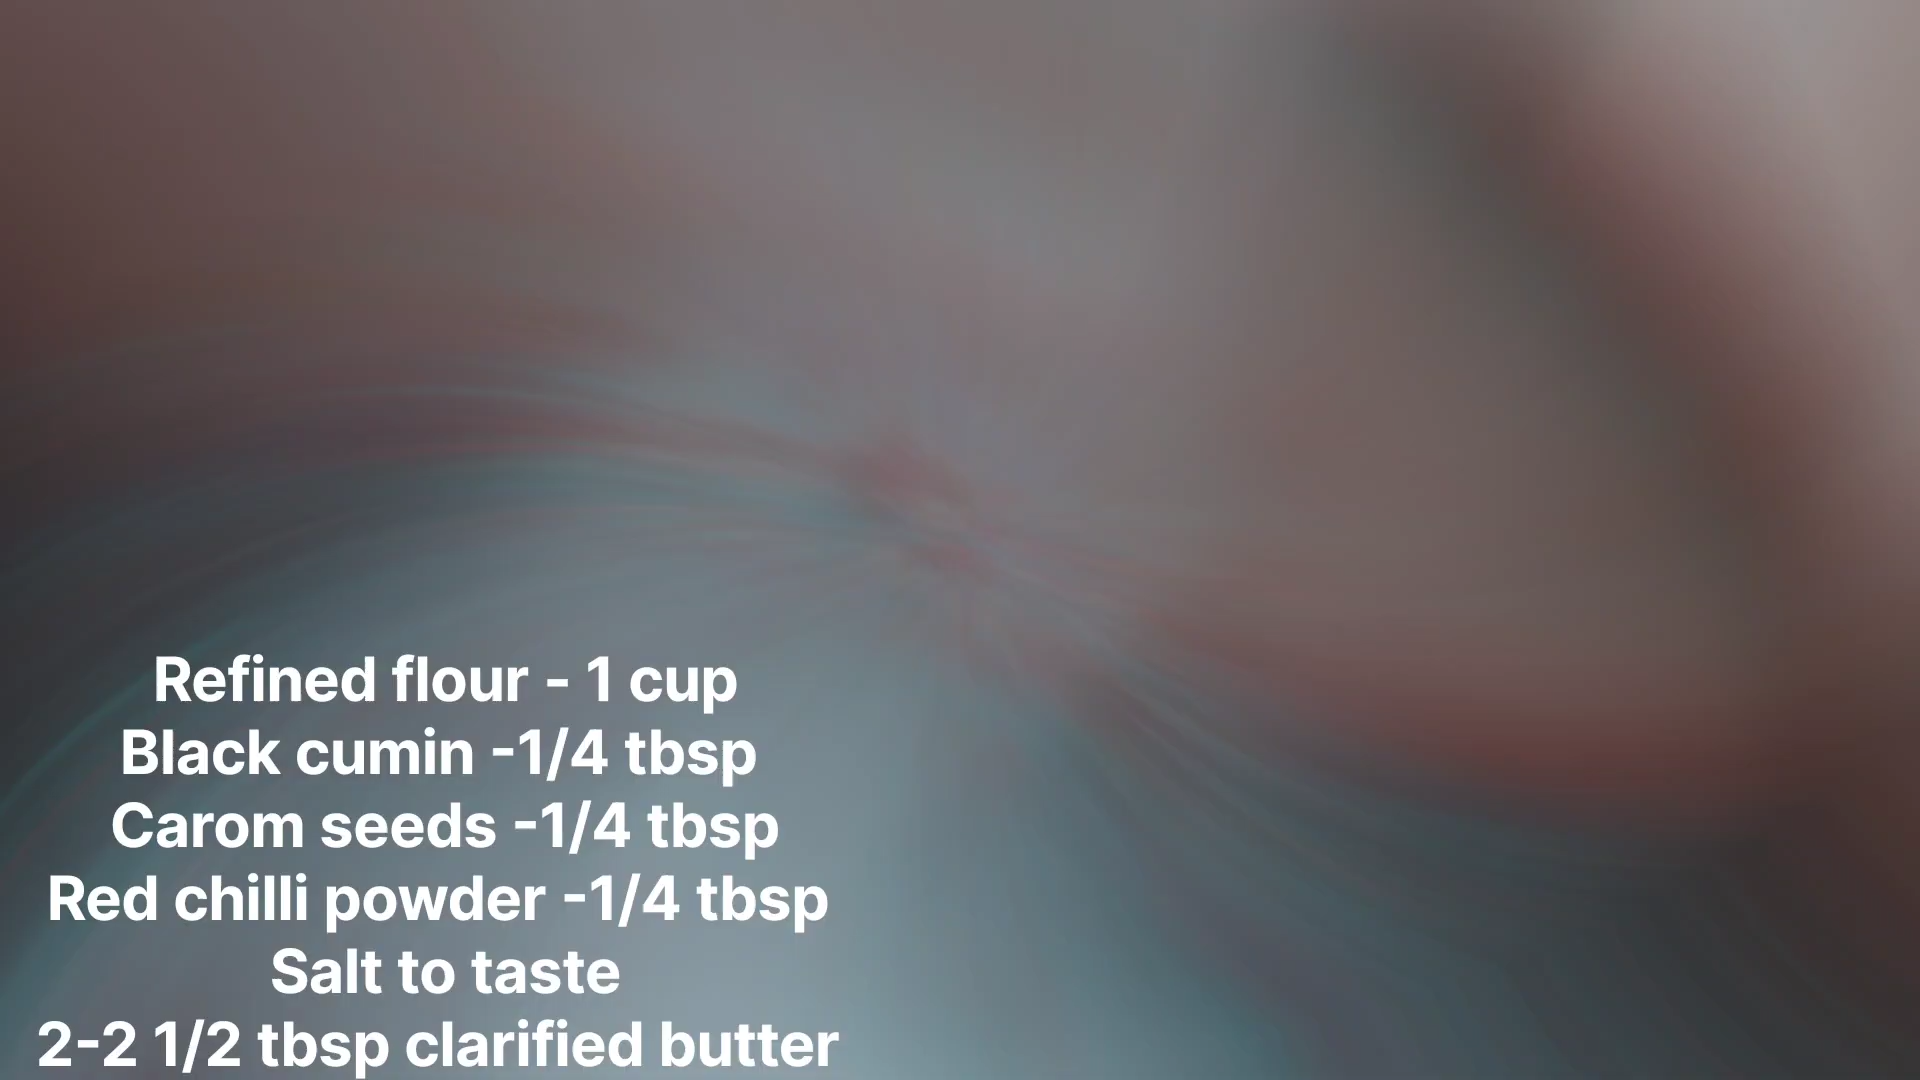 Refined flour - 1 cup
Black cumin -1/4 tbsp
Carom seeds -1/4 tbsp
Red chilli powder -1/4 tbsp
Salt to taste
2-2 1/2 tbsp clarified butter